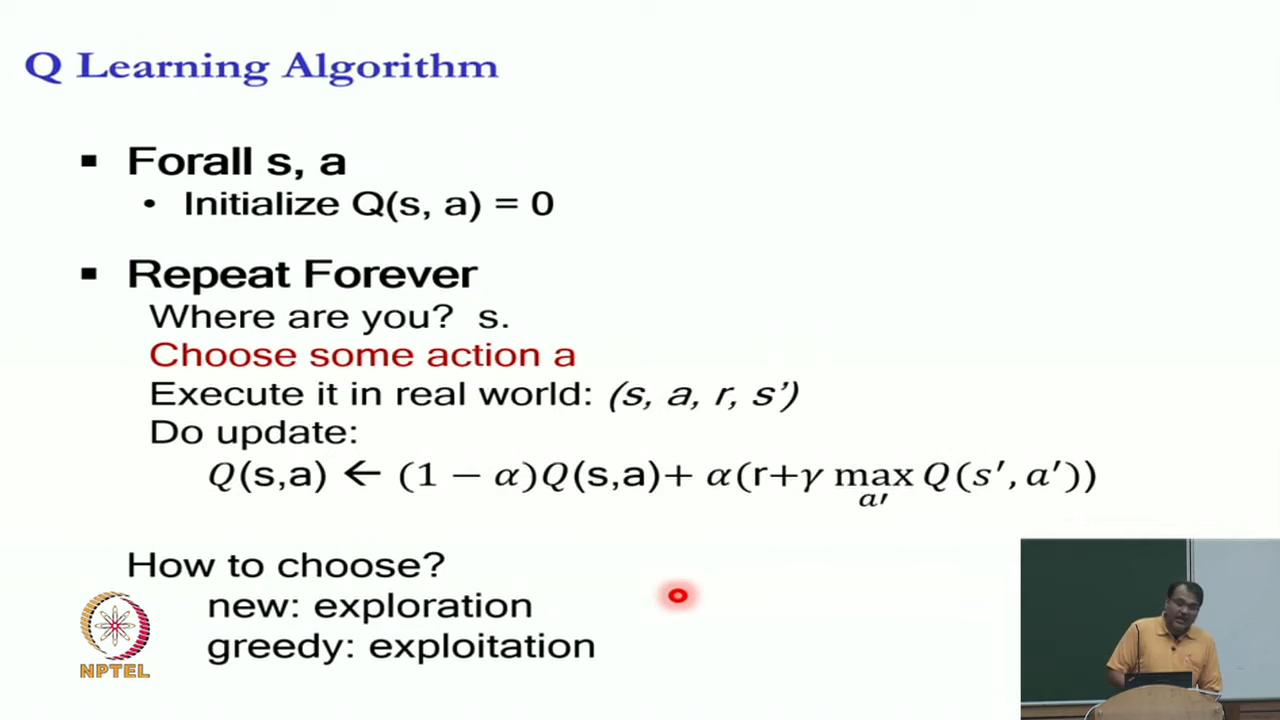 Q Learning Algorithm
▪ Forall s, a
• Initialize Q(s, a) = 0
▪ Repeat Forever
Where are you? s.
Choose some action a
Execute it in real world: (s, a, r, s')
Do update:
Q(s,a) ← (1 − α)Q(s,a)+ α(r+γ max Q(s′, a′))
a′
How to choose?
new: exploration
greedy: exploitation
NPTEL